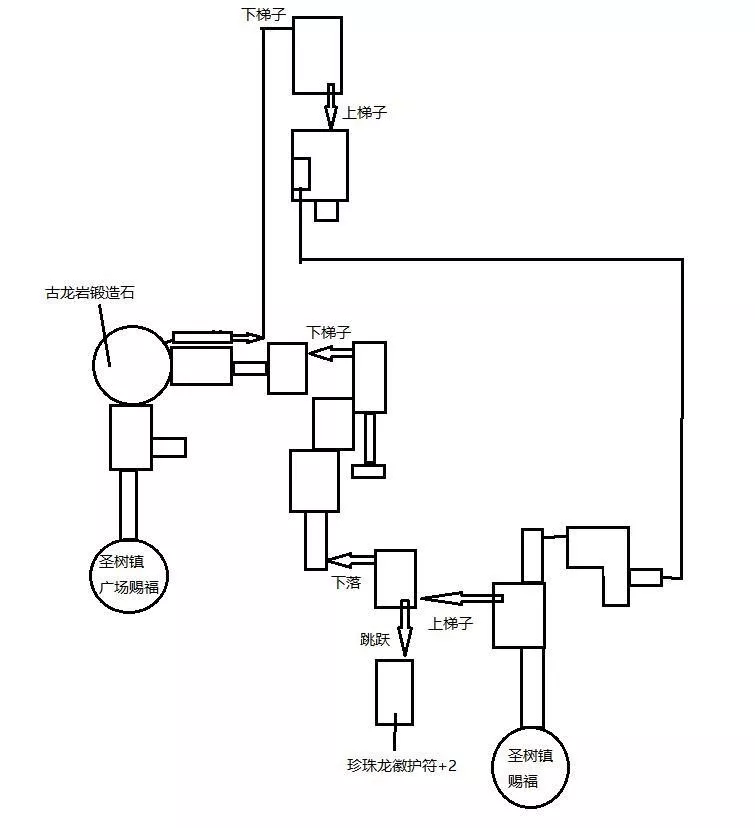 下梯子
上梯子
古龙岩锻造石
下梯子
圣树镇
广场赐福
下落
上梯子
跳跃
圣树镇
赐福
珍珠龙徽护符+2